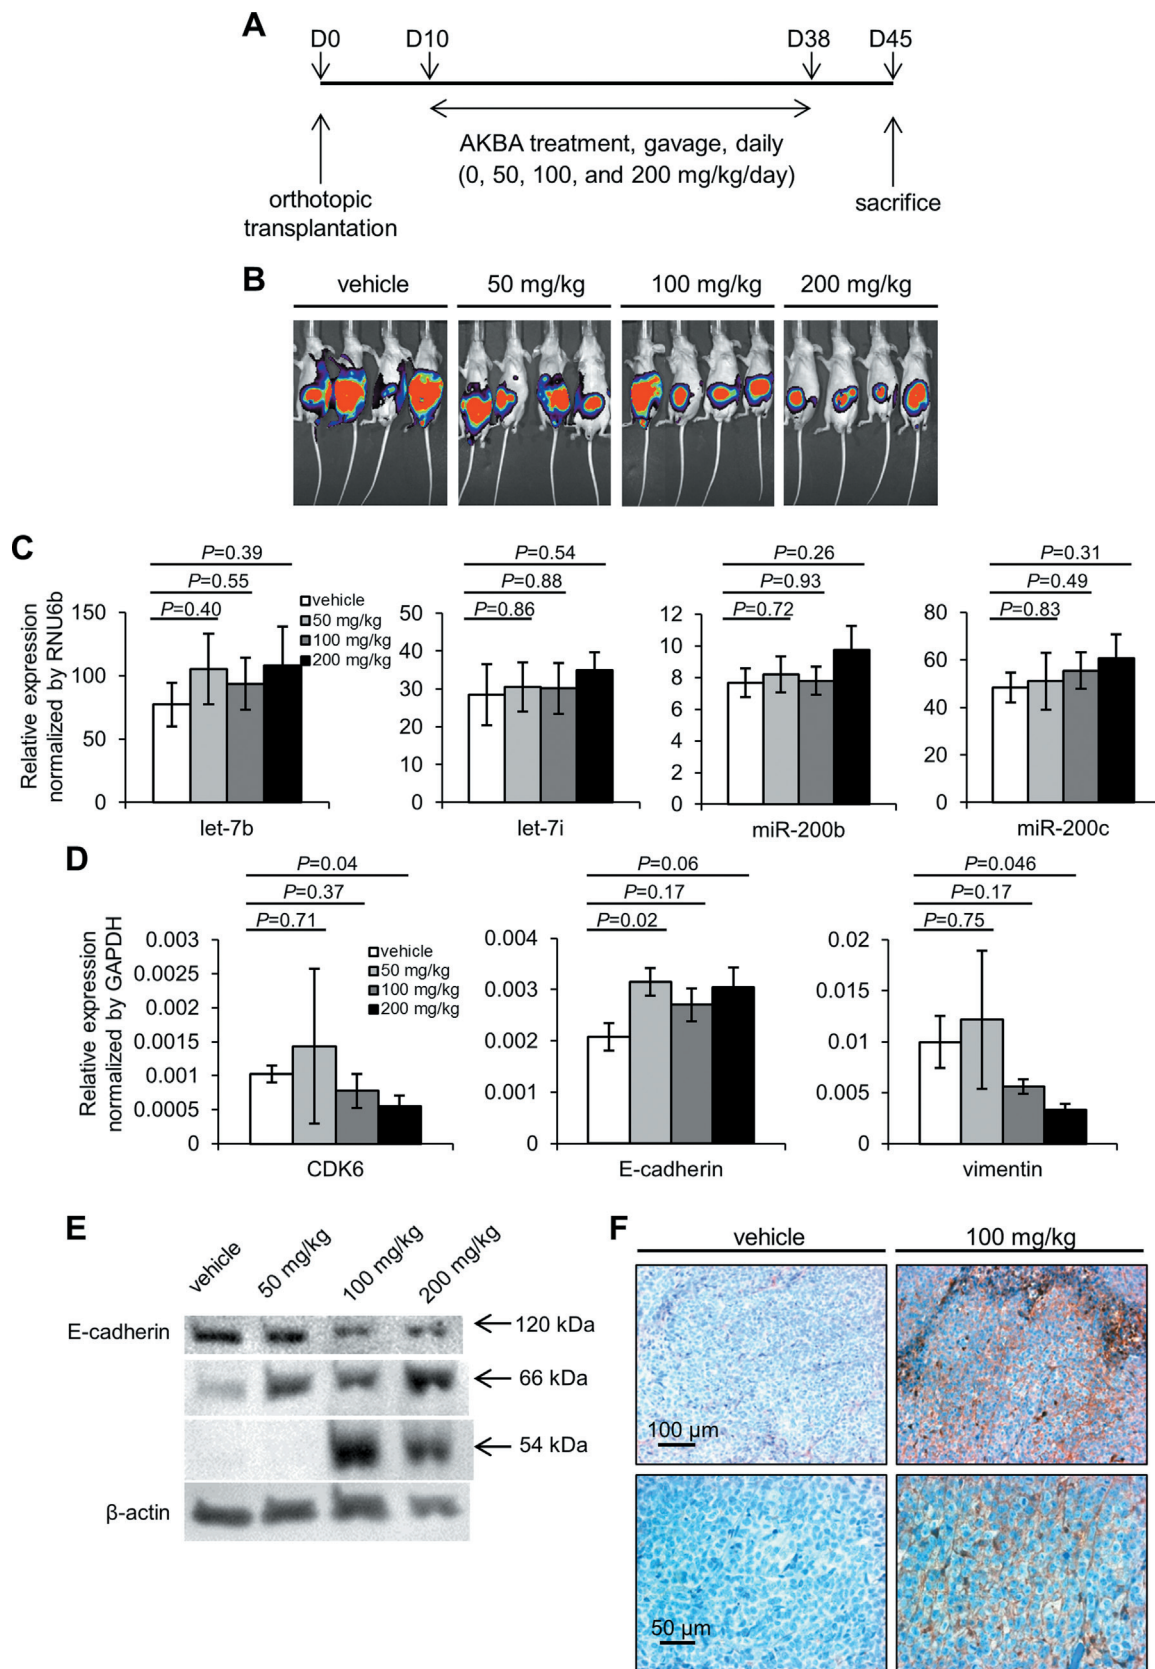 A
D0 D10 D38 D45
AKBA treatment, gavage, daily
(0, 50, 100, and 200 mg/kg/day)
orthotopic
transplantation
sacrifice
B
vehicle 50 mg/kg 100 mg/kg 200 mg/kg
C
Relative expression
normalized by RNU6b
P=0.39
P=0.55
P=0.40
150
100
50
0
vehicle
50 mg/kg
100 mg/kg
200 mg/kg
let-7b
P=0.54
P=0.88
P=0.86
50
40
30
20
10
0
let-7i
P=0.26
P=0.93
P=0.72
12
10
8
6
4
2
0
miR-200b
P=0.31
P=0.49
P=0.83
80
60
40
20
0
miR-200c
D
Relative expression
normalized by GAPDH
P=0.04
P=0.37
P=0.71
0.003
0.0025
0.002
0.0015
0.001
0.0005
0
vehicle
50 mg/kg
100 mg/kg
200 mg/kg
CDK6
P=0.06
P=0.17
P=0.02
0.004
0.003
0.002
0.001
0
E-cadherin
P=0.046
P=0.17
P=0.75
0.02
0.015
0.01
0.005
0
vimentin
E
vehicle 50 mg/kg 100 mg/kg 200 mg/kg
E-cadherin
120 kDa
66 kDa
54 kDa
β-actin
F
vehicle 100 mg/kg
100 µm
50 µm